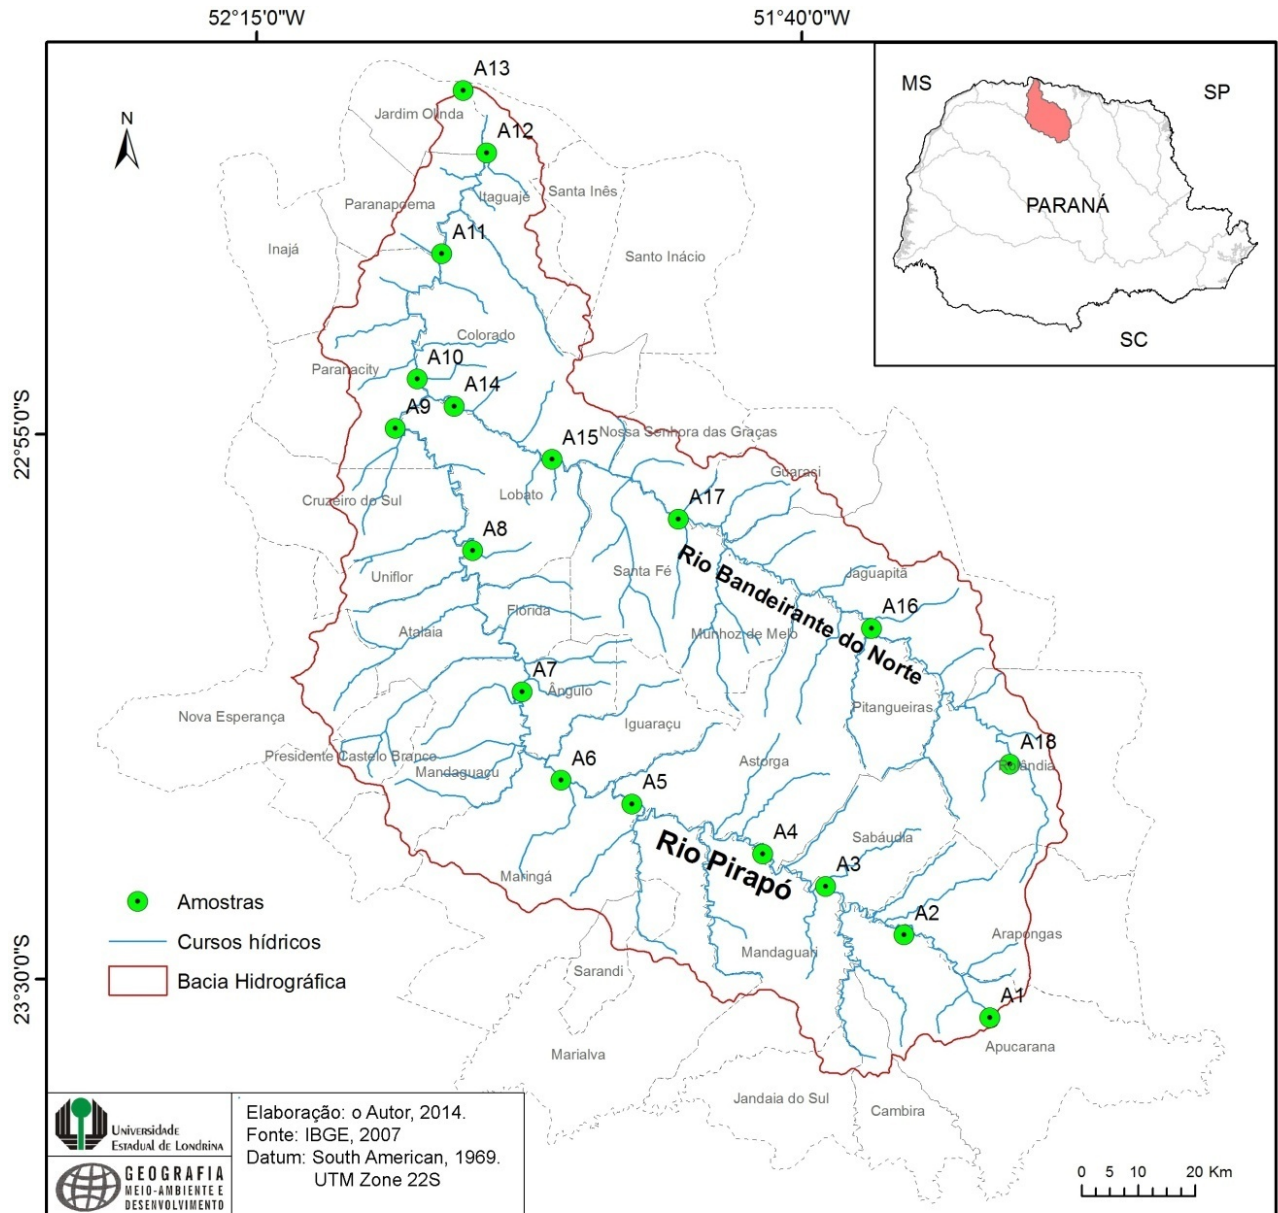 52°15'0"W
51°40'0"W
22°55'0"S
23°30'0"S
N
MS
SP
PARANÁ
SC
A13
Jardim Olinda
A12
Itaguajé
Santa Inês
Paranapoema
A11
Inajá
Santo Inácio
Colorado
A10
Paranacity
A14
A9
A15
Nossa Senhora das Graças
Guaraci
Cruzeiro do Sul
Lobato
A17
A8
Rio Bandeirante do Norte
Santa Fé
Jaguapitã
Uniflor
A16
Flórida
Atalaia
Munhoz de Melo
A7
Ângulo
Pitangueiras
Nova Esperança
Iguaraçu
A18
Rolândia
Presidente Castelo Branco
Mandaguaçu
A6
A5
Astorga
Rio Pirapó
A4
Sabáudia
A3
Maringá
A2
Arapongas
Mandaguari
Sarandi
A1
Marialva
Apucarana
Jandaia do Sul
Cambira
Amostras
Cursos hídricos
Bacia Hidrográfica
UNIVERSIDADE
ESTADUAL DE LONDRINA
GEOGRAFIA
MEIO-AMBIENTE E
DESENVOLVIMENTO
Elaboração: o Autor, 2014.
Fonte: IBGE, 2007
Datum: South American, 1969.
UTM Zone 22S
0 5 10 20 Km